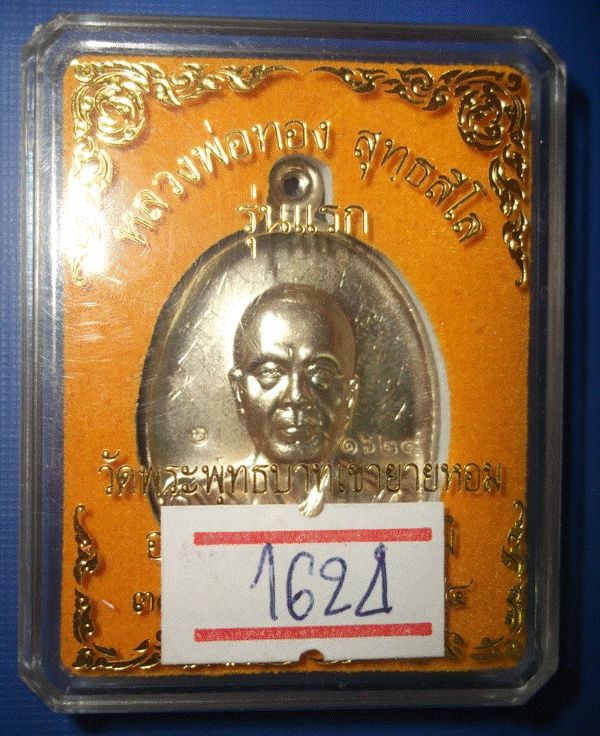 หลวงพ่อทอง สุทธสีโล
รุ่นแรก
๑๖๒๔
วัดพระพุทธบาทเขายายหอม
1624